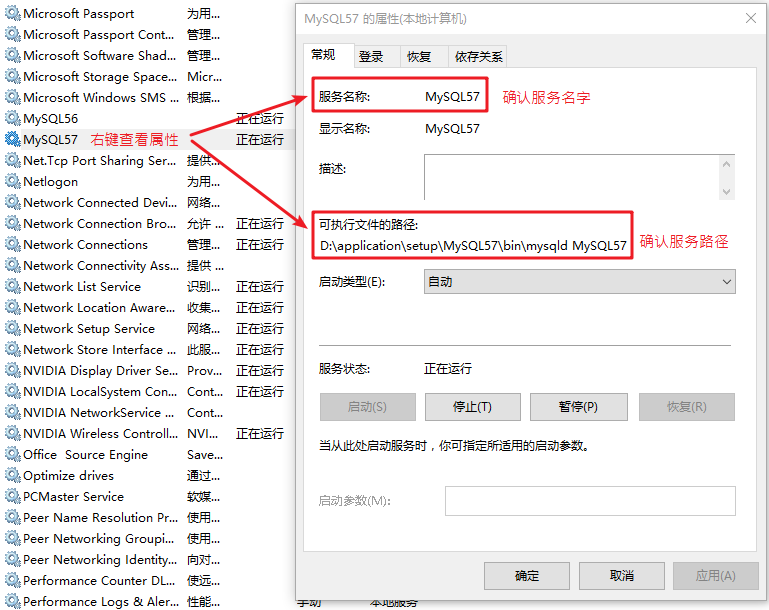 Microsoft Passport 为用...
Microsoft Passport Cont... 管理...
Microsoft Software Shad... 管理...
Microsoft Storage Space... Micr...
Microsoft Windows SMS ... 根据...
MySQL56 正在运行
MySQL57 右键查看属性 正在运行
Net.Tcp Port Sharing Ser... 提供...
Netlogon 为用...
Network Connected Devi... 网络...
Network Connection Bro... 允许 ... 正在运行
Network Connections 管理... 正在运行
Network Connectivity Ass... 提供 ...
Network List Service 识别... 正在运行
Network Location Aware... 收集... 正在运行
Network Setup Service 网络... 正在运行
Network Store Interface ... 此服... 正在运行
NVIDIA Display Driver Se... Prov... 正在运行
NVIDIA LocalSystem Con... Cont... 正在运行
NVIDIA NetworkService ... Cont...
NVIDIA Wireless Controll... NVI... 正在运行
Office  Source Engine Save...
Optimize drives 通过...
PCMaster Service 软媒...
Peer Name Resolution Pr... 使用...
Peer Networking Groupi... 使用...
Peer Networking Identity... 向对...
Performance Counter DL... 使远...
Performance Logs & Aler... 性能... 手动 本地服务
MySQL57 的属性(本地计算机)
常规 登录 恢复 依存关系
服务名称: MySQL57 确认服务名字
显示名称: MySQL57
描述:
可执行文件的路径:
D:\application\setup\MySQL57\bin\mysqld MySQL57 确认服务路径
启动类型(E): 自动
服务状态: 正在运行
启动(S) 停止(T) 暂停(P) 恢复(R)
当从此处启动服务时，你可指定所适用的启动参数。
启动参数(M):
确定 取消 应用(A)